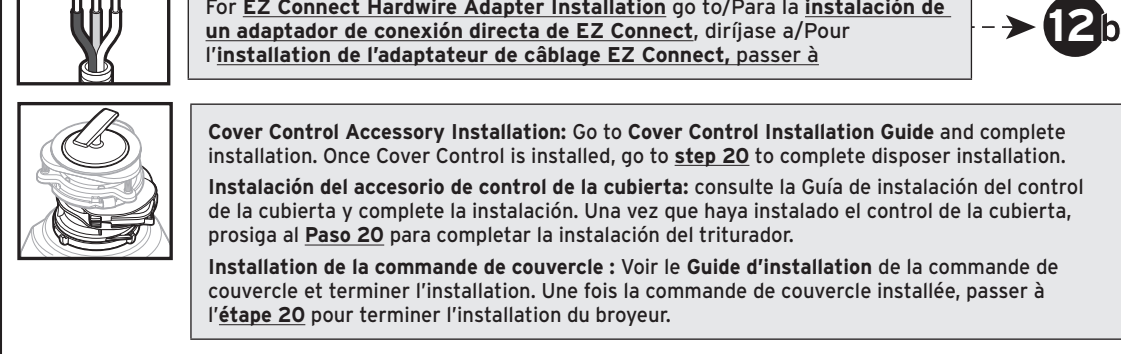 For EZ Connect Hardwire Adapter Installation go to/Para la instalación de
un adaptador de conexión directa de EZ Connect, diríjase a/Pour
l'installation de l'adaptateur de câblage EZ Connect, passer à
12b
Cover Control Accessory Installation: Go to Cover Control Installation Guide and complete
installation. Once Cover Control is installed, go to step 20 to complete disposer installation.
Instalación del accesorio de control de la cubierta: consulte la Guía de instalación del control
de la cubierta y complete la instalación. Una vez que haya instalado el control de la cubierta,
prosiga al Paso 20 para completar la instalación del triturador.
Installation de la commande de couvercle : Voir le Guide d'installation de la commande de
couvercle et terminer l'installation. Une fois la commande de couvercle installée, passer à
l'étape 20 pour terminer l'installation du broyeur.